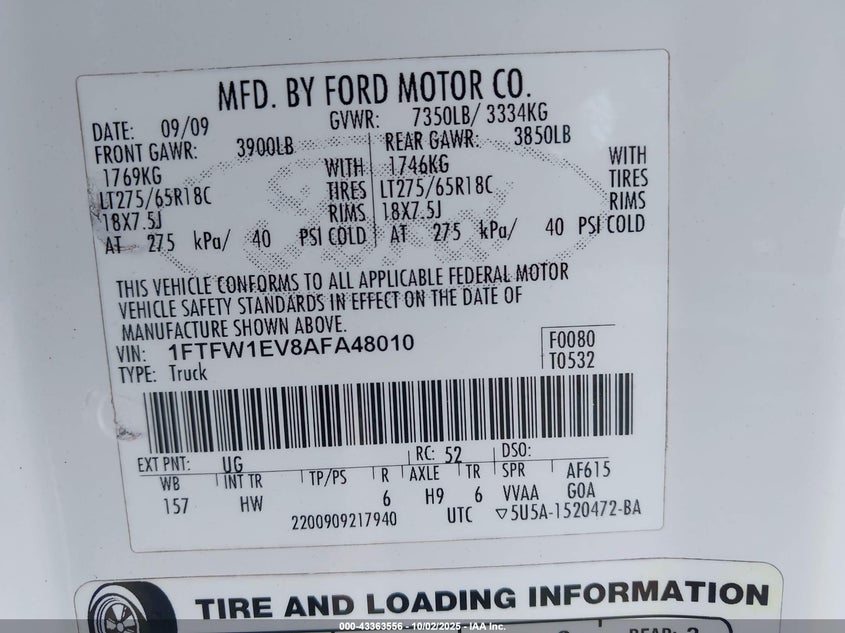 MFD. BY FORD MOTOR CO.
DATE: 09/09 GVWR: 7350LB/ 3334KG
FRONT GAWR: 3900LB REAR GAWR: 3850LB
1769KG WITH 1746KG WITH
LT275/65R18C TIRES LT275/65R18C TIRES
18X7.5J RIMS 18X7.5J RIMS
AT 275 kPa/ 40 PSI COLD AT 275 kPa/ 40 PSI COLD
THIS VEHICLE CONFORMS TO ALL APPLICABLE FEDERAL MOTOR
VEHICLE SAFETY STANDARDS IN EFFECT ON THE DATE OF
MANUFACTURE SHOWN ABOVE.
VIN: 1FTFW1EV8AFA48010 F0080
TYPE: Truck T0532
EXT PNT: UG RC: 52 DSO:
WB INT TR TP/PS R AXLE TR SPR AF615
157 HW 6 H9 6 VVAA GOA
2200909217940 UTC ▽5U5A-1520472-BA
TIRE AND LOADING INFORMATION
000-43363556 - 10/02/2025 - IAA Inc.